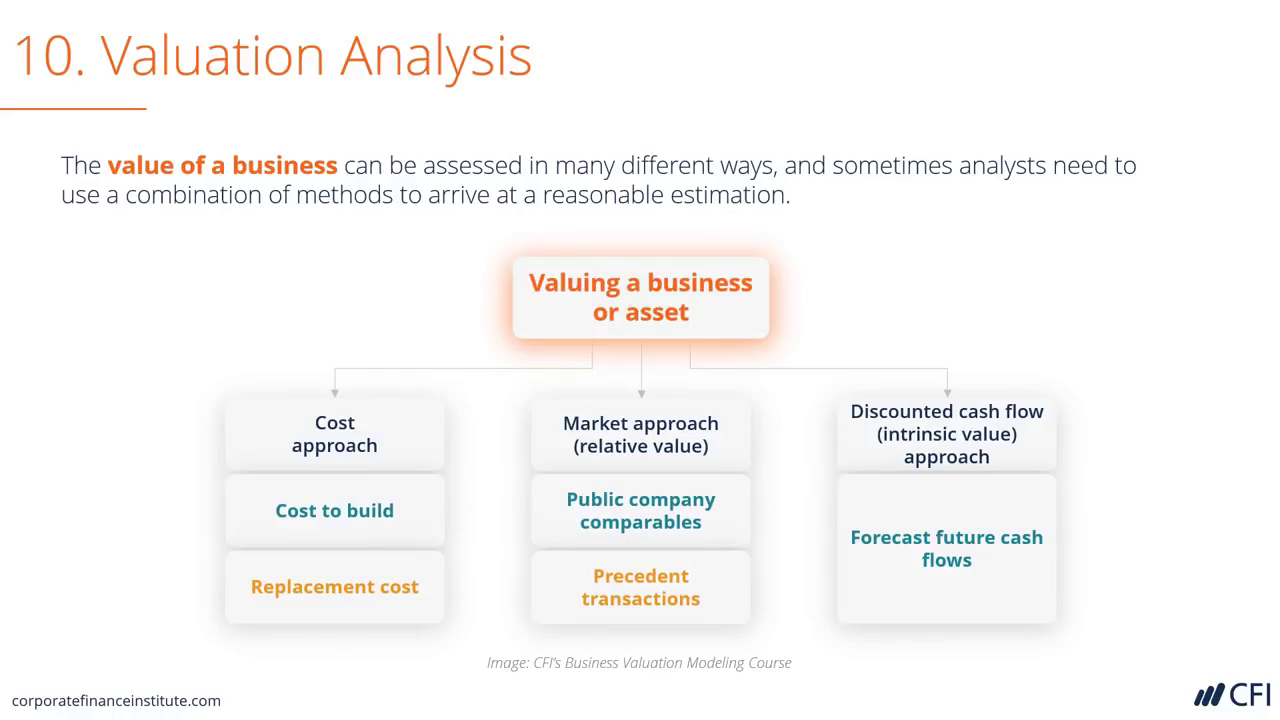 10. Valuation Analysis
The value of a business can be assessed in many different ways, and sometimes analysts need to
use a combination of methods to arrive at a reasonable estimation.
Valuing a business
or asset
Cost
approach
Cost to build
Replacement cost
Market approach
(relative value)
Public company
comparables
Precedent
transactions
Discounted cash flow
(intrinsic value)
approach
Forecast future cash
flows
Image: CFI's Business Valuation Modeling Course
corporatefinanceinstitute.com
CFI